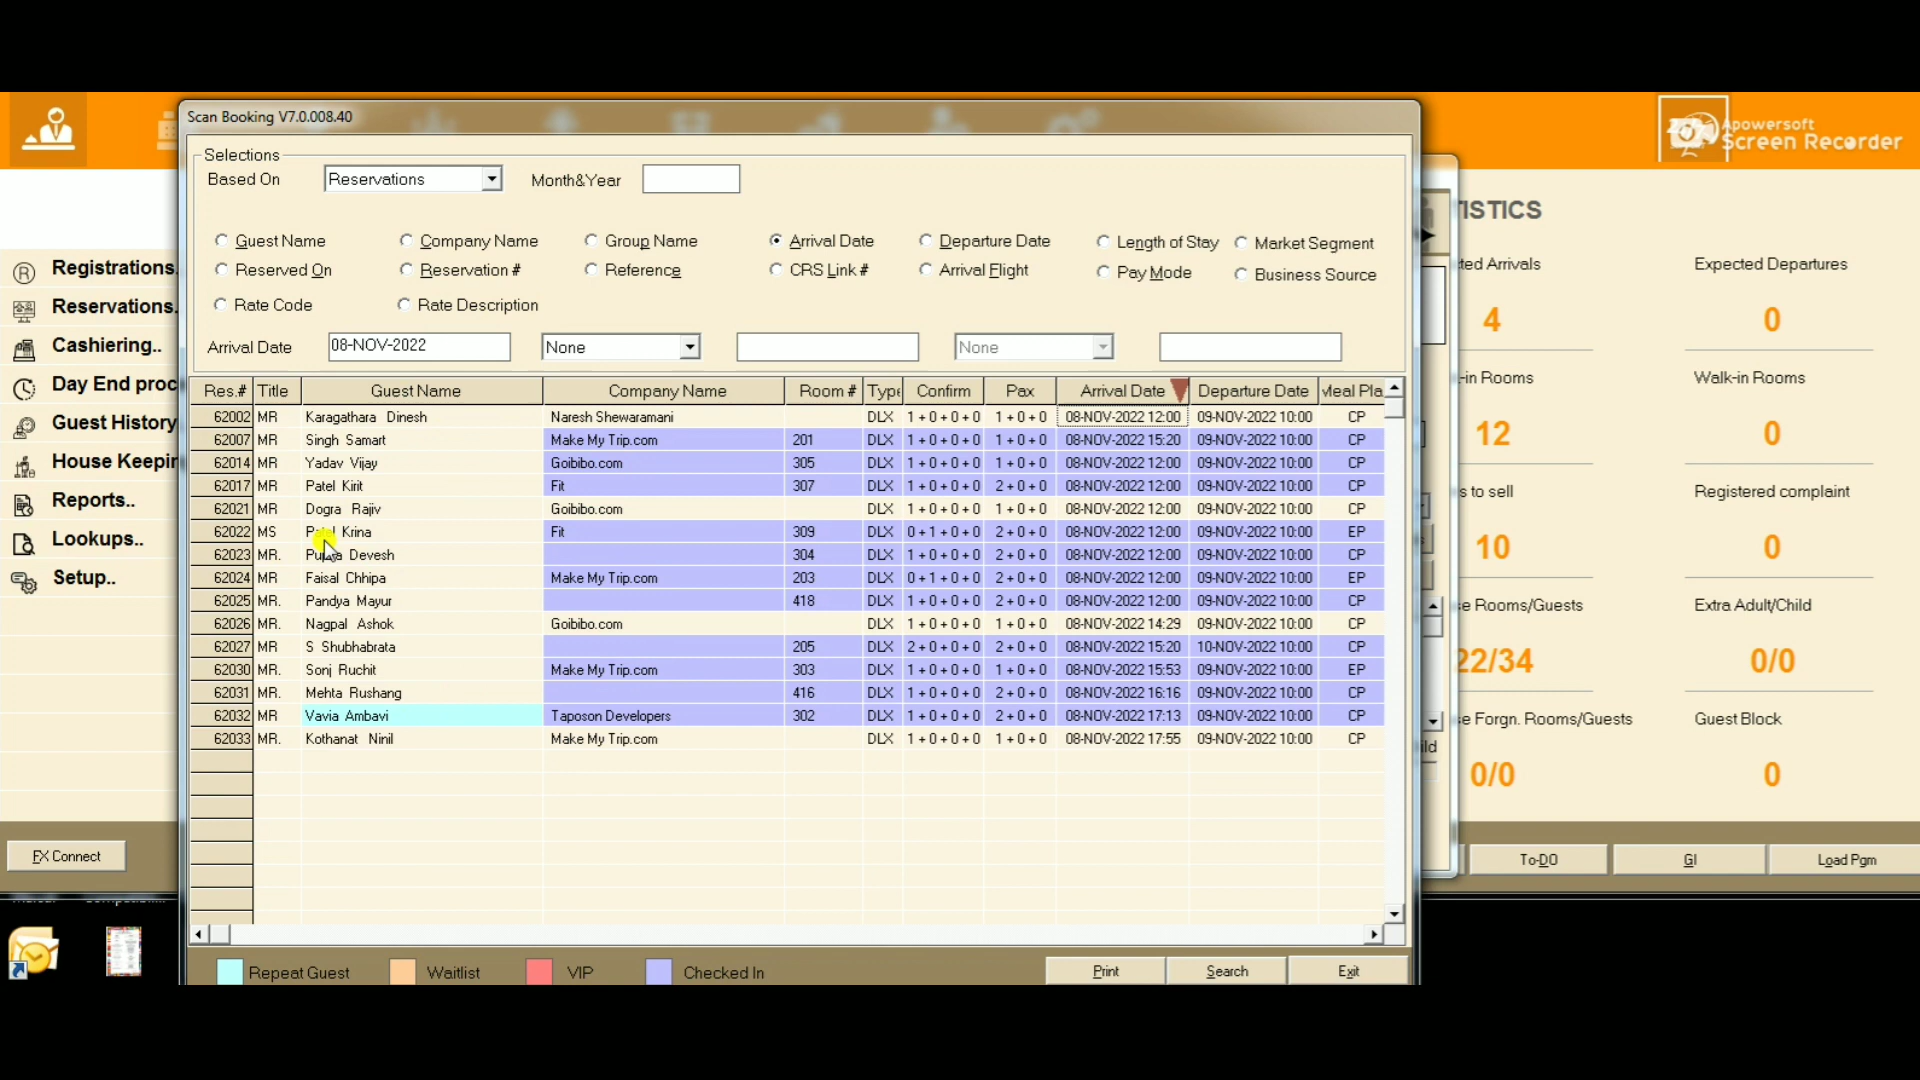 Scan Booking V7.0.008.40
Apowersoft
Screen Recorder
Selections
Based On Reservations Month&Year
Guest Name Company Name Group Name Arrival Date Departure Date Length of Stay Market Segment
Reserved On Reservation # Reference CRS Link # Arrival Flight Pay Mode Business Source
Rate Code Rate Description
Arrival Date 08-NOV-2022 None None
Res.# Title Guest Name Company Name Room # Type Confirm Pax Arrival Date Departure Date Meal Pla
62002 MR Karagathara Dinesh Naresh Shewaramani DLX 1 + 0 + 0 + 0 1 + 0 + 0 08-NOV-2022 12:00 09-NOV-2022 10:00 CP
62007 MR Singh Samart Make My Trip.com 201 DLX 1 + 0 + 0 + 0 1 + 0 + 0 08-NOV-2022 15:20 09-NOV-2022 10:00 CP
62014 MR Yadav Vijay Goibibo.com 305 DLX 1 + 0 + 0 + 0 1 + 0 + 0 08-NOV-2022 12:00 09-NOV-2022 10:00 CP
62017 MR Patel Kirit Fit 307 DLX 1 + 0 + 0 + 0 2 + 0 + 0 08-NOV-2022 12:00 09-NOV-2022 10:00 CP
62021 MR Dogra Rajiv Goibibo.com DLX 1 + 0 + 0 + 0 1 + 0 + 0 08-NOV-2022 12:00 09-NOV-2022 10:00 CP
62022 MS Patel Krina Fit 309 DLX 0 + 1 + 0 + 0 2 + 0 + 0 08-NOV-2022 12:00 09-NOV-2022 10:00 EP
62023 MR. Devesh 304 DLX 1 + 0 + 0 + 0 2 + 0 + 0 08-NOV-2022 12:00 09-NOV-2022 10:00 CP
62024 MR Faisal Chhipa Make My Trip.com 203 DLX 0 + 1 + 0 + 0 2 + 0 + 0 08-NOV-2022 12:00 09-NOV-2022 10:00 EP
62025 MR. Pandya Mayur 418 DLX 1 + 0 + 0 + 0 2 + 0 + 0 08-NOV-2022 12:00 09-NOV-2022 10:00 CP
62026 MR. Nagpal Ashok Goibibo.com DLX 1 + 0 + 0 + 0 1 + 0 + 0 08-NOV-2022 14:29 09-NOV-2022 10:00 CP
62027 MR S Shubhabrata 205 DLX 2 + 0 + 0 + 0 2 + 0 + 0 08-NOV-2022 15:20 10-NOV-2022 10:00 CP
62030 MR. Sonj Ruchit Make My Trip.com 303 DLX 1 + 0 + 0 + 0 1 + 0 + 0 08-NOV-2022 15:53 09-NOV-2022 10:00 EP
62031 MR. Mehta Rushang 416 DLX 1 + 0 + 0 + 0 2 + 0 + 0 08-NOV-2022 16:16 09-NOV-2022 10:00 CP
62032 MR Vavia Ambavi Taposon Developers 302 DLX 1 + 0 + 0 + 0 2 + 0 + 0 08-NOV-2022 17:13 09-NOV-2022 10:00 CP
62033 MR. Kothanat Ninil Make My Trip.com DLX 1 + 0 + 0 + 0 1 + 0 + 0 08-NOV-2022 17:55 09-NOV-2022 10:00 CP
Repeat Guest Waitlist VIP Checked In Print Search Exit
Registrations.
Reservations.
Cashiering..
Day End proc
Guest History
House Keepin
Reports..
Lookups..
Setup..
FX Connect
TISTICS
ted Arrivals Expected Departures
4 0
-in Rooms Walk-in Rooms
12 0
s to sell Registered complaint
10 0
e Rooms/Guests Extra Adult/Child
22/34 0/0
e Forgn. Rooms/Guests Guest Block
ild
0/0 0
To-DO GI Load Pgm